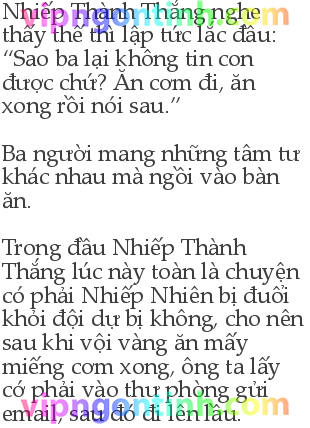 Nhiếp Thành Thắng nghe
thấy thế thì lập tức lắc đầu:
“Sao ba lại không tin con
được chứ? Ăn cơm đi, ăn
xong rồi nói sau.”
Ba người mang những tâm tư
khác nhau mà ngồi vào bàn
ăn.
Trong đầu Nhiếp Thành
Thắng lúc này toàn là chuyện
có phải Nhiếp Nhiên bị đuổi
khỏi đội dự bị không, cho nên
sau khi vội vàng ăn mấy
miếng cơm xong, ông ta lấy
cớ phải vào thư phòng gửi
email, sau đó đi lên lầu.
vipngontinh.com
vipngontinh.com